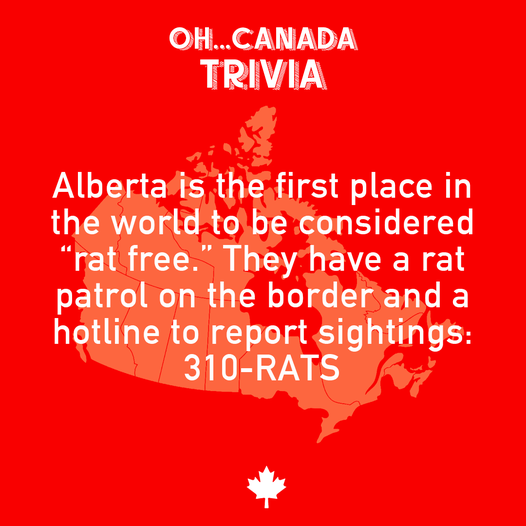 OH...CANADA
TRIVIA
Alberta is the first place in
the world to be considered
“rat free.” They have a rat
patrol on the border and a
hotline to report sightings:
310-RATS